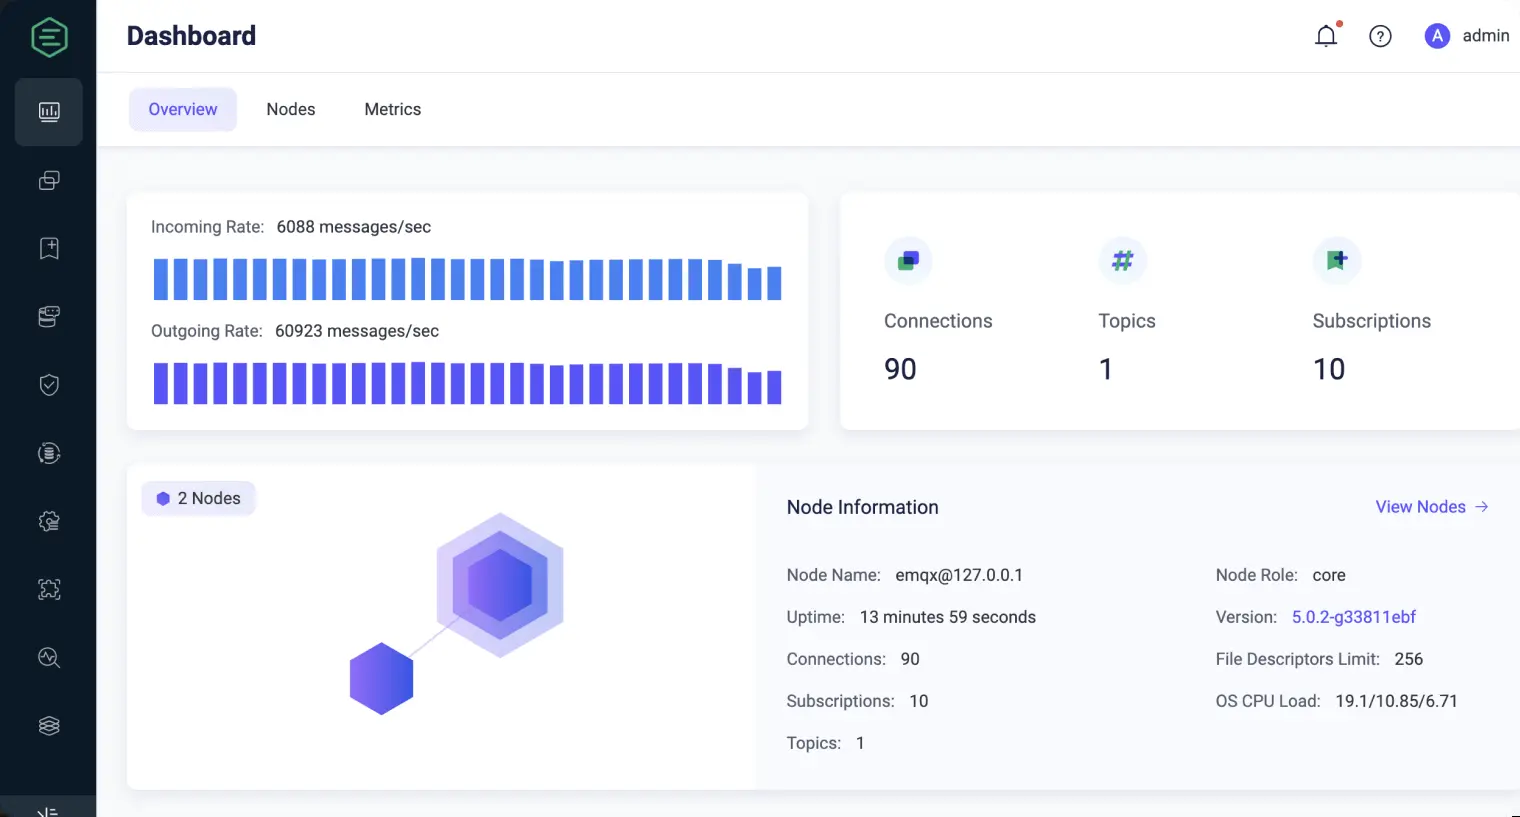 Dashboard
A admin
Overview Nodes Metrics
Incoming Rate: 6088 messages/sec
Outgoing Rate: 60923 messages/sec
Connections Topics Subscriptions
90 1 10
2 Nodes
Node Information View Nodes →
Node Name: emqx@127.0.0.1 Node Role: core
Uptime: 13 minutes 59 seconds Version: 5.0.2-g33811ebf
Connections: 90 File Descriptors Limit: 256
Subscriptions: 10 OS CPU Load: 19.1/10.85/6.71
Topics: 1